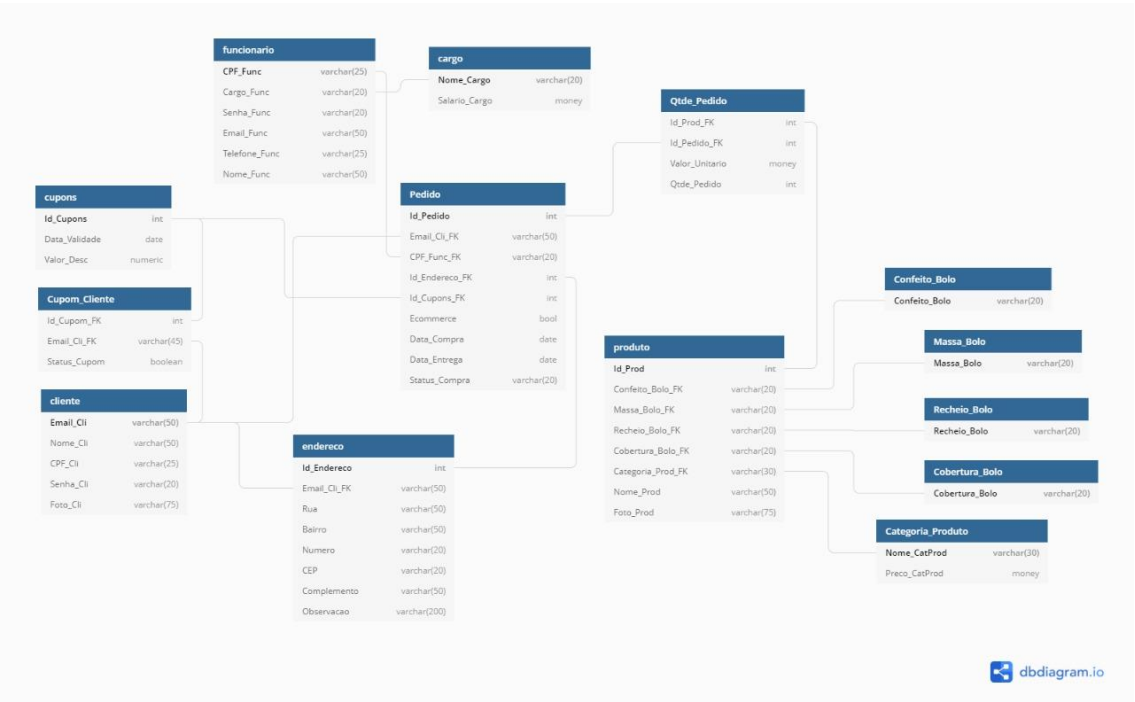 funcionario
CPF_Func varchar(25)
Cargo_Func varchar(20)
Senha_Func varchar(20)
Email_Func varchar(50)
Telefone_Func varchar(25)
Nome_Func varchar(50)
cargo
Nome_Cargo varchar(20)
Salario_Cargo money
Qtde_Pedido
Id_Prod_FK int
Id_Pedido_FK int
Valor_Unitario money
Qtde_Pedido int
cupons
Id_Cupons int
Data_Validade date
Valor_Desc numeric
Pedido
Id_Pedido int
Email_Cli_FK varchar(50)
CPF_Func_FK varchar(20)
Id_Endereco_FK int
Id_Cupons_FK int
Ecommerce bool
Data_Compra date
Data_Entrega date
Status_Compra varchar(20)
Cupom_Cliente
Id_Cupom_FK int
Email_Cli_FK varchar(45)
Status_Cupom boolean
cliente
Email_Cli varchar(50)
Nome_Cli varchar(50)
CPF_Cli varchar(25)
Senha_Cli varchar(20)
Foto_Cli varchar(75)
endereco
Id_Endereco int
Email_Cli_FK varchar(50)
Rua varchar(50)
Bairro varchar(50)
Numero varchar(20)
CEP varchar(20)
Complemento varchar(50)
Observacao varchar(200)
produto
Id_Prod int
Confeito_Bolo_FK varchar(20)
Massa_Bolo_FK varchar(20)
Recheio_Bolo_FK varchar(20)
Cobertura_Bolo_FK varchar(20)
Categoria_Prod_FK varchar(30)
Nome_Prod varchar(50)
Foto_Prod varchar(75)
Confeito_Bolo
Confeito_Bolo varchar(20)
Massa_Bolo
Massa_Bolo varchar(20)
Recheio_Bolo
Recheio_Bolo varchar(20)
Cobertura_Bolo
Cobertura_Bolo varchar(20)
Categoria_Produto
Nome_CatProd varchar(30)
Preco_CatProd money
dbdiagram.io